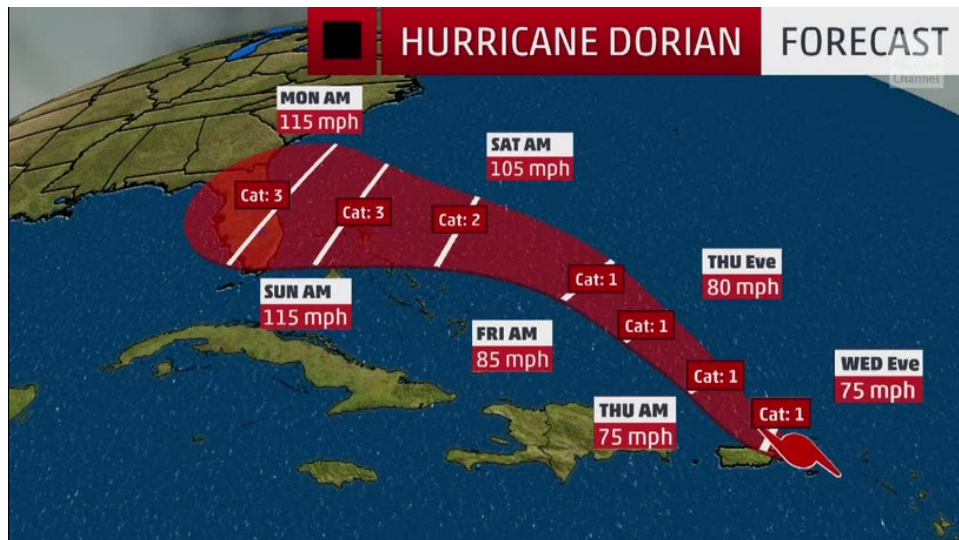 HURRICANE DORIAN FORECAST
Channel
MON AM
115 mph
SAT AM
105 mph
Cat: 3
Cat: 3
Cat: 2
THU Eve
80 mph
Cat: 1
SUN AM
115 mph
FRI AM
85 mph
Cat: 1
WED Eve
75 mph
Cat: 1
THU AM
75 mph
Cat: 1